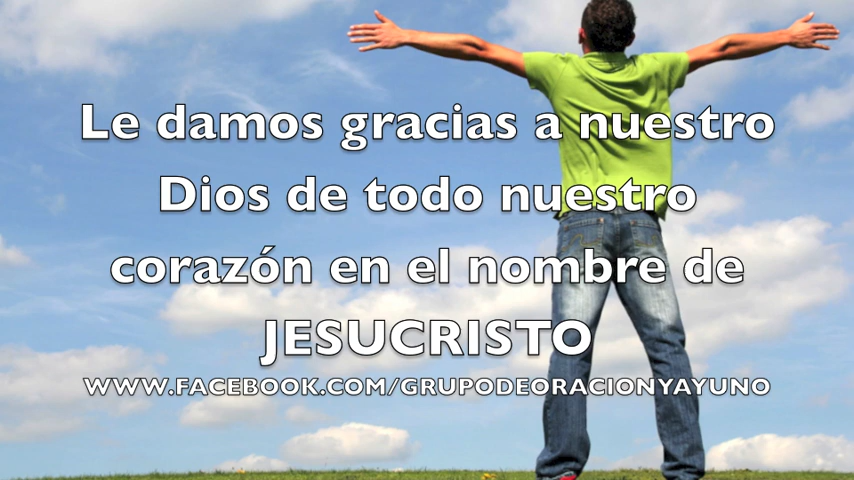 Le damos gracias a nuestro
Dios de todo nuestro
corazón en el nombre de
JESUCRISTO
WWW.FACEBOOK.COM/GRUPODEORACIONYAYUNO